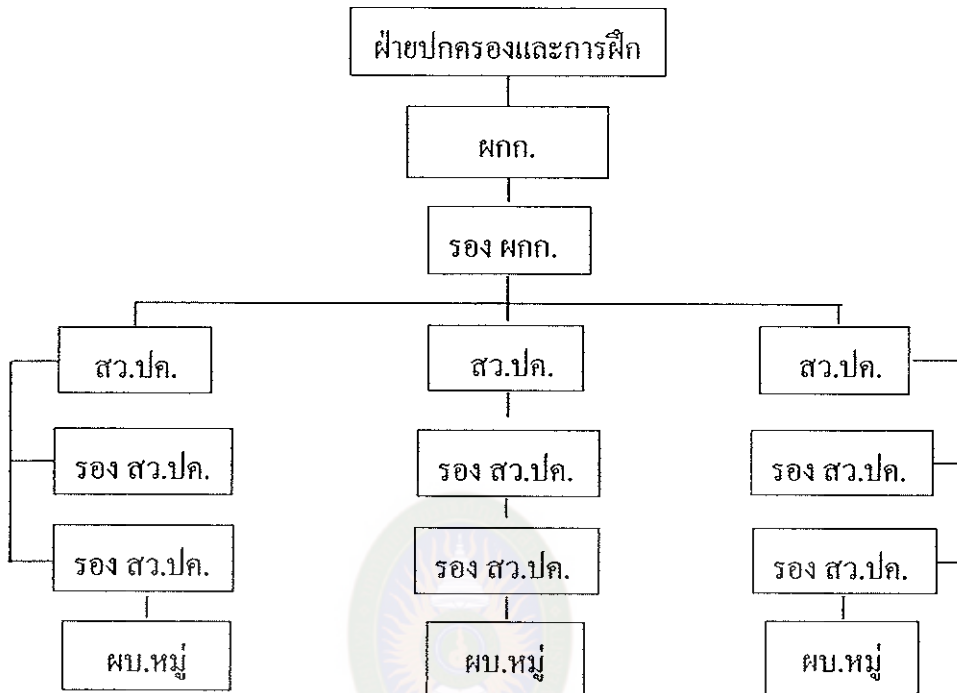 ฝ่ายปกครองและการฝึก
ผกก.
รอง ผกก.
สว.ปค.
สว.ปค.
สว.ปค.
รอง สว.ปค.
รอง สว.ปค.
รอง สว.ปค.
รอง สว.ปค.
รอง สว.ปค.
รอง สว.ปค.
ผบ.หมู่
ผบ.หมู่
ผบ.หมู่